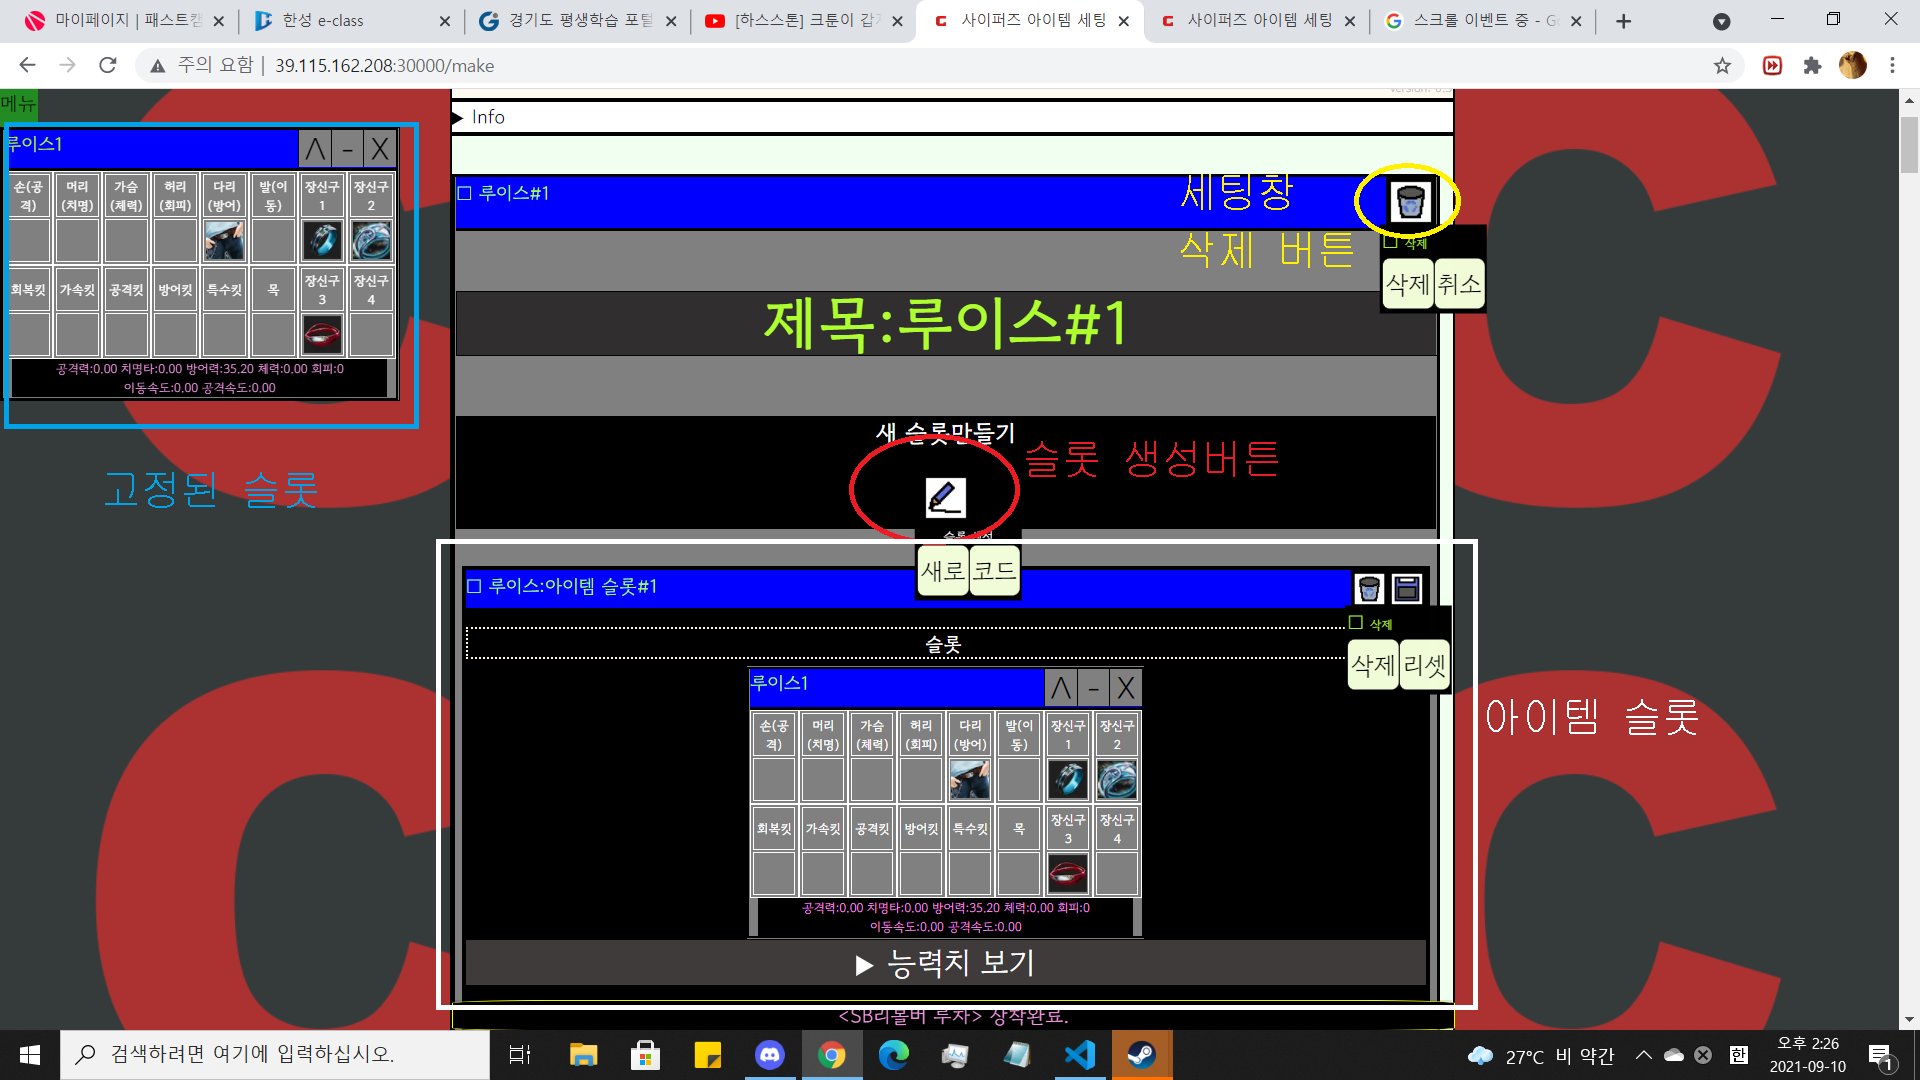 마이페이지 | 패스트캠
한성 e-class
경기도 평생학습 포털
[하스스톤] 크툰이 갑자
사이퍼즈 아이템 세팅
사이퍼즈 아이템 세팅
스크롤 이벤트 중 - Go
주의 요함 | 39.115.162.208:30000/make
메뉴
▶ Info
루이스1
⋀ - X
손(공격) 머리(치명) 가슴(체력) 허리(회피) 다리(방어) 발(이동) 장신구1 장신구2
회복킷 가속킷 공격킷 방어킷 특수킷 목 장신구3 장신구4
공격력:0.00 치명타:0.00 방어력:35.20 체력:0.00 회피:0
이동속도:0.00 공격속도:0.00
고정된 슬롯
☐ 루이스#1
세팅창
삭제 버튼
☐ 삭제
삭제 취소
제목:루이스#1
새 슬롯만들기
슬롯 생성버튼
슬롯 생성
새로 코드
☐ 루이스:아이템 슬롯#1
☐ 삭제
삭제 리셋
슬롯
루이스1
⋀ - X
손(공격) 머리(치명) 가슴(체력) 허리(회피) 다리(방어) 발(이동) 장신구1 장신구2
회복킷 가속킷 공격킷 방어킷 특수킷 목 장신구3 장신구4
공격력:0.00 치명타:0.00 방어력:35.20 체력:0.00 회피:0
이동속도:0.00 공격속도:0.00
아이템 슬롯
▶ 능력치 보기
<SB리볼버 루차> 장착완료.
검색하려면 여기에 입력하십시오.
27°C 비 약간
한
오후 2:26
2021-09-10
1